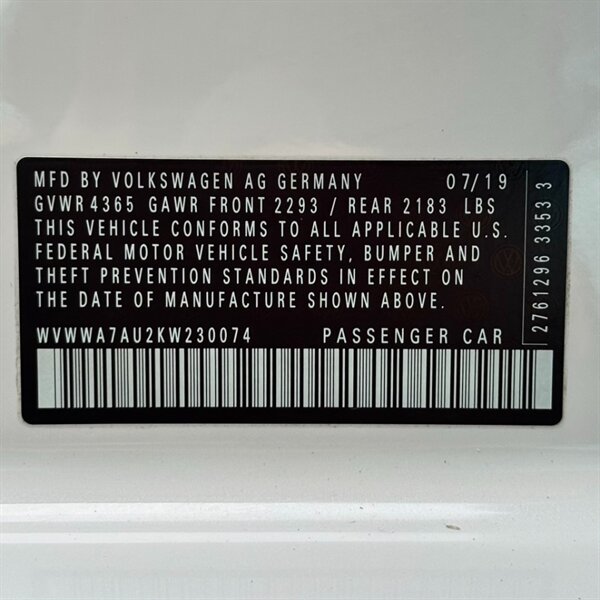 MFD BY VOLKSWAGEN AG GERMANY 07/19
GVWR 4365 GAWR FRONT 2293 / REAR 2183 LBS
THIS VEHICLE CONFORMS TO ALL APPLICABLE U.S.
FEDERAL MOTOR VEHICLE SAFETY, BUMPER AND
THEFT PREVENTION STANDARDS IN EFFECT ON
THE DATE OF MANUFACTURE SHOWN ABOVE.
WVWWA7AU2KW230074 PASSENGER CAR
2761296 33533 3